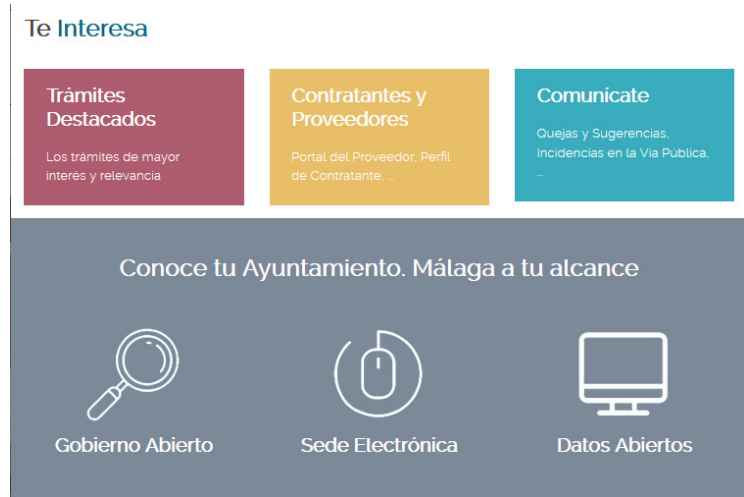 Te Interesa
Trámites
Destacados
Los trámites de mayor
interés y relevancia
Contratantes y
Proveedores
Portal del Proveedor, Perfil
de Contratante, ...
Comunícate
Quejas y Sugerencias,
Incidencias en la Vía Pública,
...
Conoce tu Ayuntamiento. Málaga a tu alcance
Gobierno Abierto
Sede Electrónica
Datos Abiertos